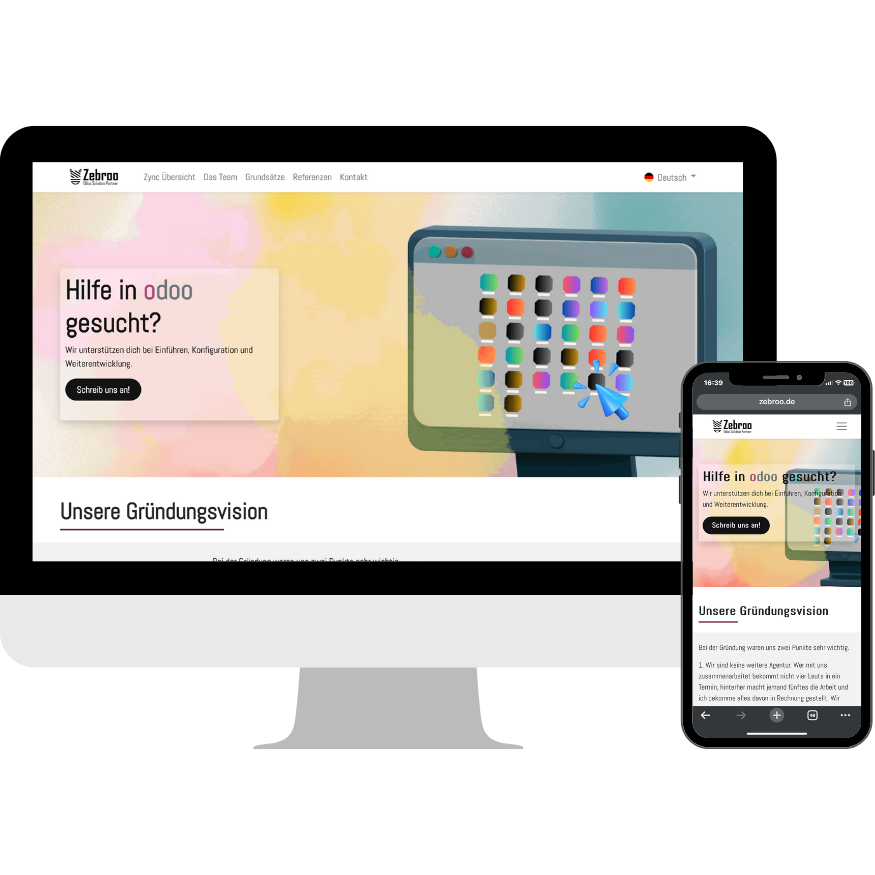 Zebroo
Odoo Solution Partner
Zync Übersicht Das Team Grundsätze Referenzen Kontakt
Deutsch
Hilfe in odoo
gesucht?
Wir unterstützen dich bei Einführen, Konfiguration und
Weiterentwicklung.
Schreib uns an!
Unsere Gründungsvision
Bei der Gründung waren uns zwei Punkte sehr wichtig.
16:39
zebroo.de
Zebroo
Odoo Solution Partner
Hilfe in odoo gesucht?
Wir unterstützen dich bei Einführen, Konfiguration
und Weiterentwicklung.
Schreib uns an!
Unsere Gründungsvision
Bei der Gründung waren uns zwei Punkte sehr wichtig.
1. Wir sind keine weitere Agentur. Wer mit uns
zusammenarbeitet bekommt nicht vier Leute in ein
Termin, hinterher macht jemand fünftes die Arbeit und
ich bekomme alles davon in Rechnung gestellt. Wir